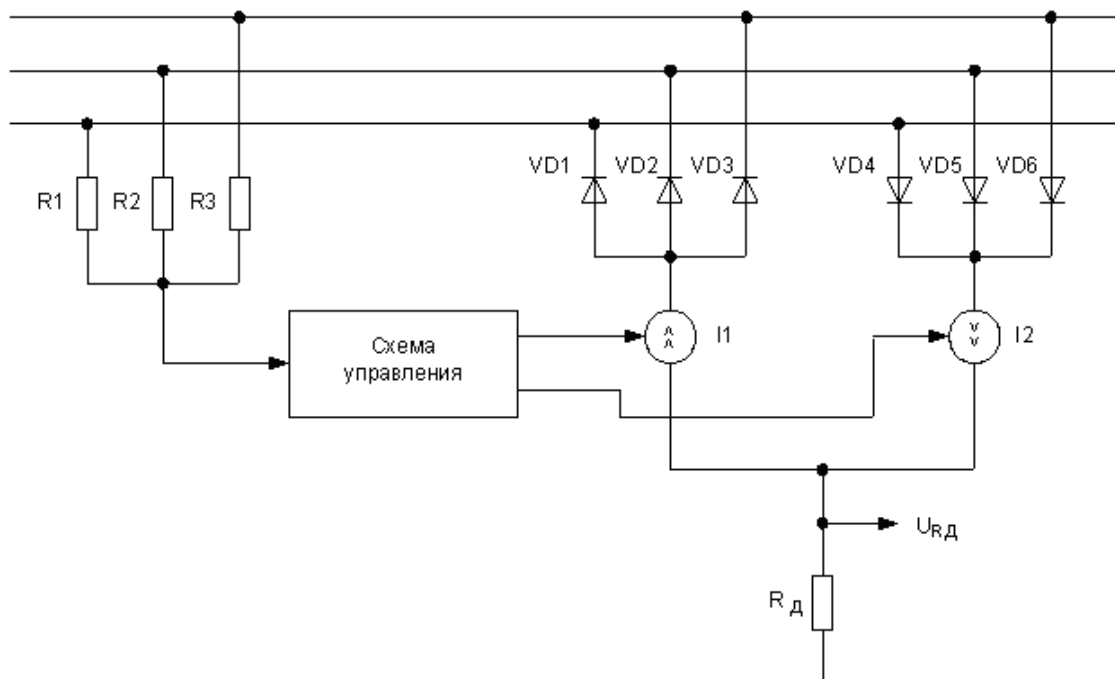 VD1
VD2
VD3
VD4
VD5
VD6
R1
R2
R3
Схема
управления
I1
I2
URД
RД